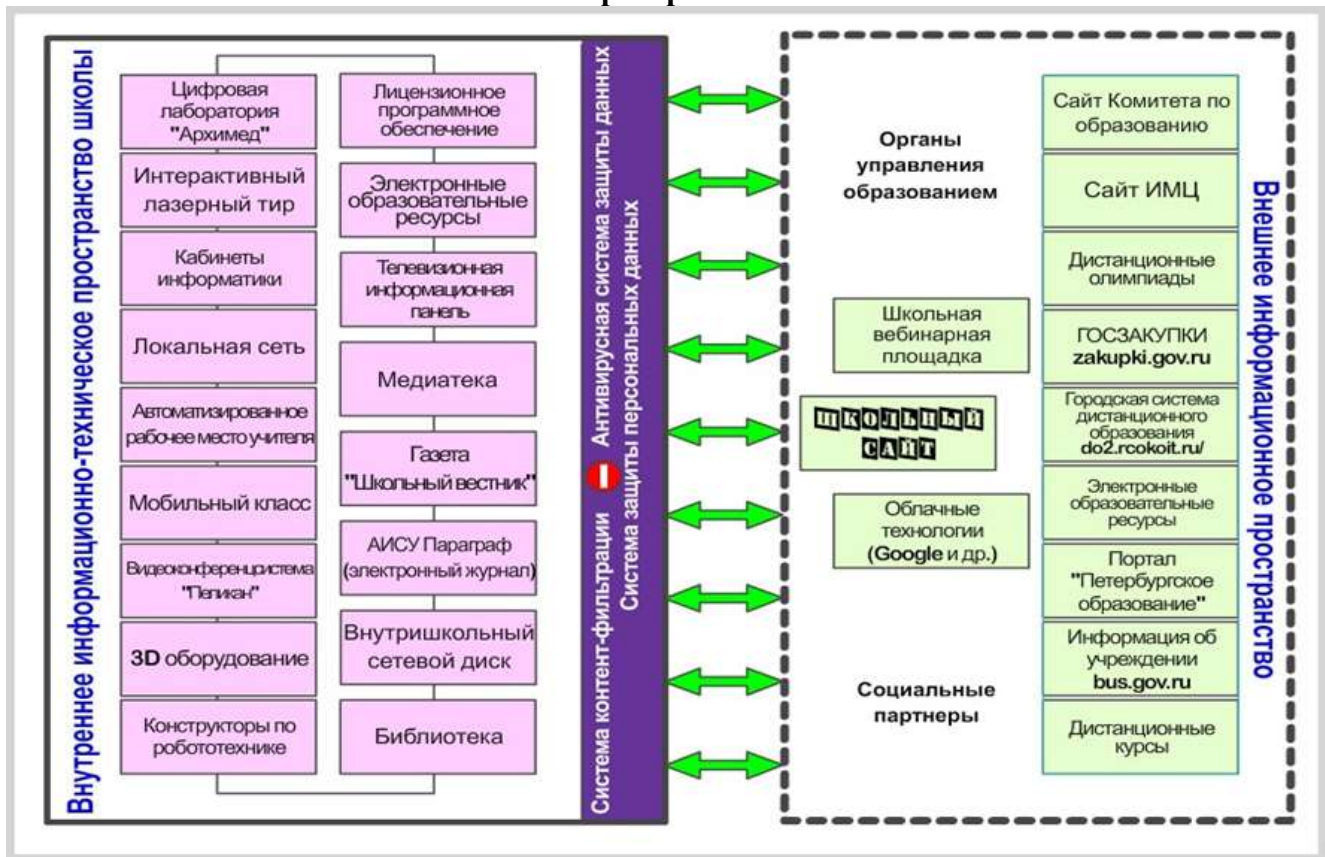 Внутреннее информационно-техническое пространство школы
Цифровая
лаборатория
"Архимед"
Интерактивный
лазерный тир
Кабинеты
информатики
Локальная сеть
Автоматизированное
рабочее место учителя
Мобильный класс
Видеоконференцсистема
"Пеликан"
3D оборудование
Конструкторы по
робототехнике
Лицензионное
программное
обеспечение
Электронные
образовательные
ресурсы
Телевизионная
информационная
панель
Медиатека
Газета
"Школьный вестник"
АИСУ Параграф
(электронный журнал)
Внутришкольный
сетевой диск
Библиотека
Система контент-фильтрации Антивирусная система защиты данных
Система защиты персональных данных
Органы
управления
образованием
Школьная
вебинарная
площадка
ШКОЛЬНЫЙ
САЙТ
Облачные
технологии
(Google и др.)
Социальные
партнеры
Сайт Комитета по
образованию
Сайт ИМЦ
Дистанционные
олимпиады
ГОСЗАКУПКИ
zakupki.gov.ru
Городская система
дистанционного
образования
do2.rcokoit.ru/
Электронные
образовательные
ресурсы
Портал
"Петербургское
образование"
Информация об
учреждении
bus.gov.ru
Дистанционные
курсы
Внешнее информационное пространство